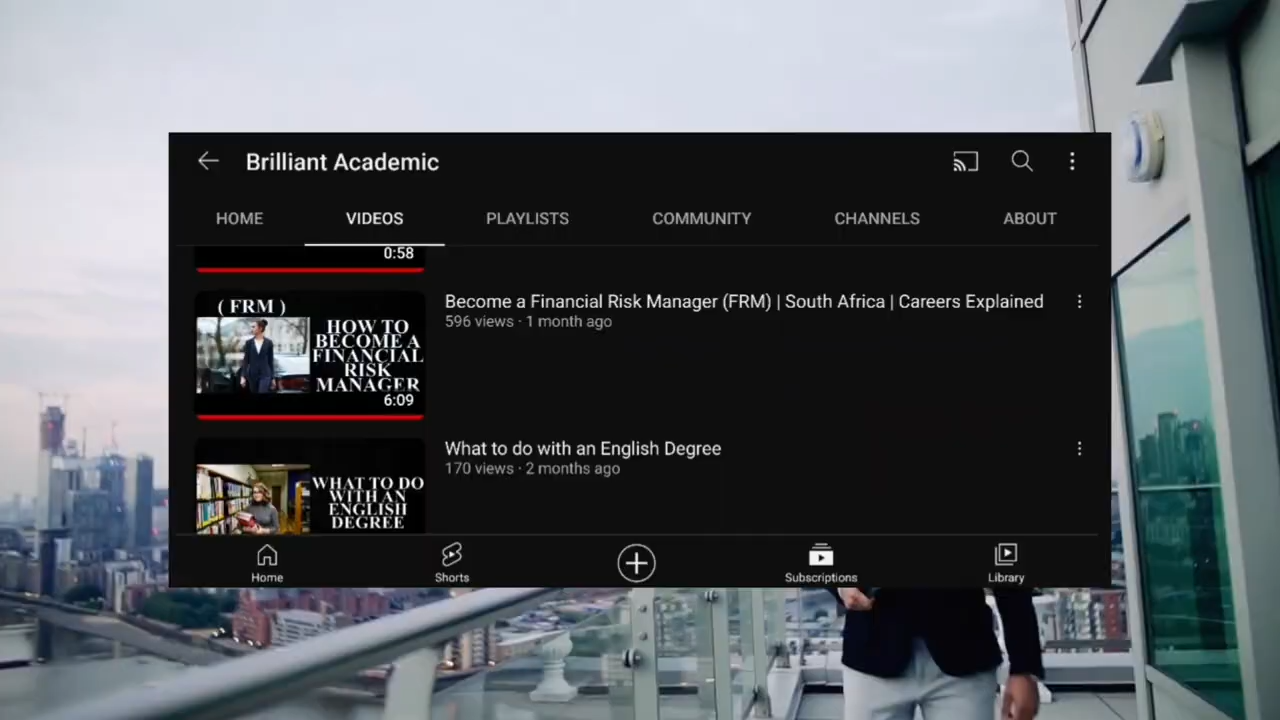 Brilliant Academic
HOME VIDEOS PLAYLISTS COMMUNITY CHANNELS ABOUT
0:58
( FRM )
HOW TO
BECOME A
FINANCIAL
RISK
MANAGER
6:09
Become a Financial Risk Manager (FRM) | South Africa | Careers Explained
596 views · 1 month ago
WHAT TO DO
WITH AN
ENGLISH
DEGREE
What to do with an English Degree
170 views · 2 months ago
Home Shorts Subscriptions Library